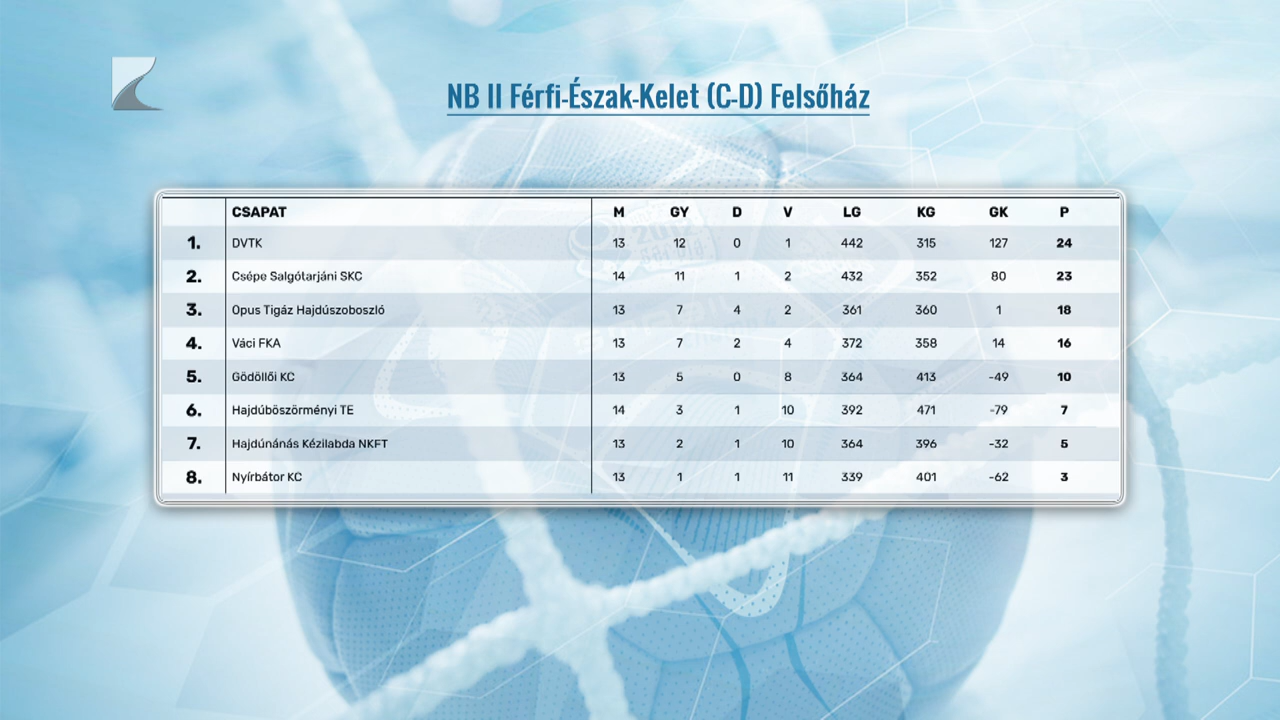 NB II Férfi-Észak-Kelet (C-D) Felsőház
CSAPAT M GY D V LG KG GK P
1. DVTK 13 12 0 1 442 315 127 24
2. Csépe Salgótarjáni SKC 14 11 1 2 432 352 80 23
3. Opus Tigáz Hajdúszoboszló 13 7 4 2 361 360 1 18
4. Váci FKA 13 7 2 4 372 358 14 16
5. Gödöllői KC 13 5 0 8 364 413 -49 10
6. Hajdúböszörményi TE 14 3 1 10 392 471 -79 7
7. Hajdúnánás Kézilabda NKFT 13 2 1 10 364 396 -32 5
8. Nyírbátor KC 13 1 1 11 339 401 -62 3